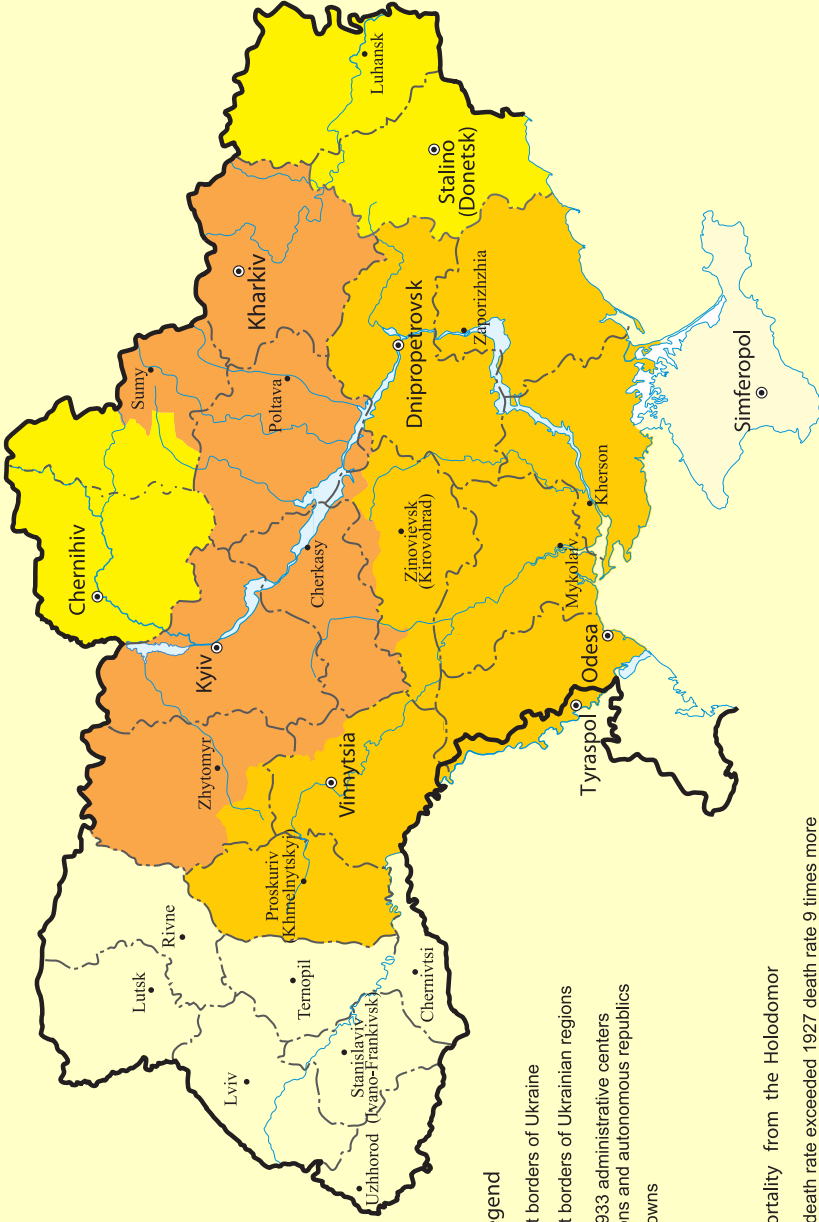 Chernihiv
Lutsk
Sumy
Rivne
Zhytomyr
Kyiv
Lviv
Kharkiv
Proskuriv
(Khmelnytskyj)
Poltava
Ternopil
Cherkasy
Vinnytsia
Stanislaviv
(Ivano-Frankivsk)
Uzhhorod
Luhansk
Zinovievsk
(Kirovohrad)
Dnipropetrovsk
Chernivtsi
Stalino
(Donetsk)
Zaporizhzhia
Mykolaiv
Tyraspol
Odesa
Kherson
Simferopol
gend
t borders of Ukraine
t borders of Ukrainian regions
933 administrative centers
ns and autonomous republics
owns
ortality from the Holodomor
death rate exceeded 1927 death rate 9 times more